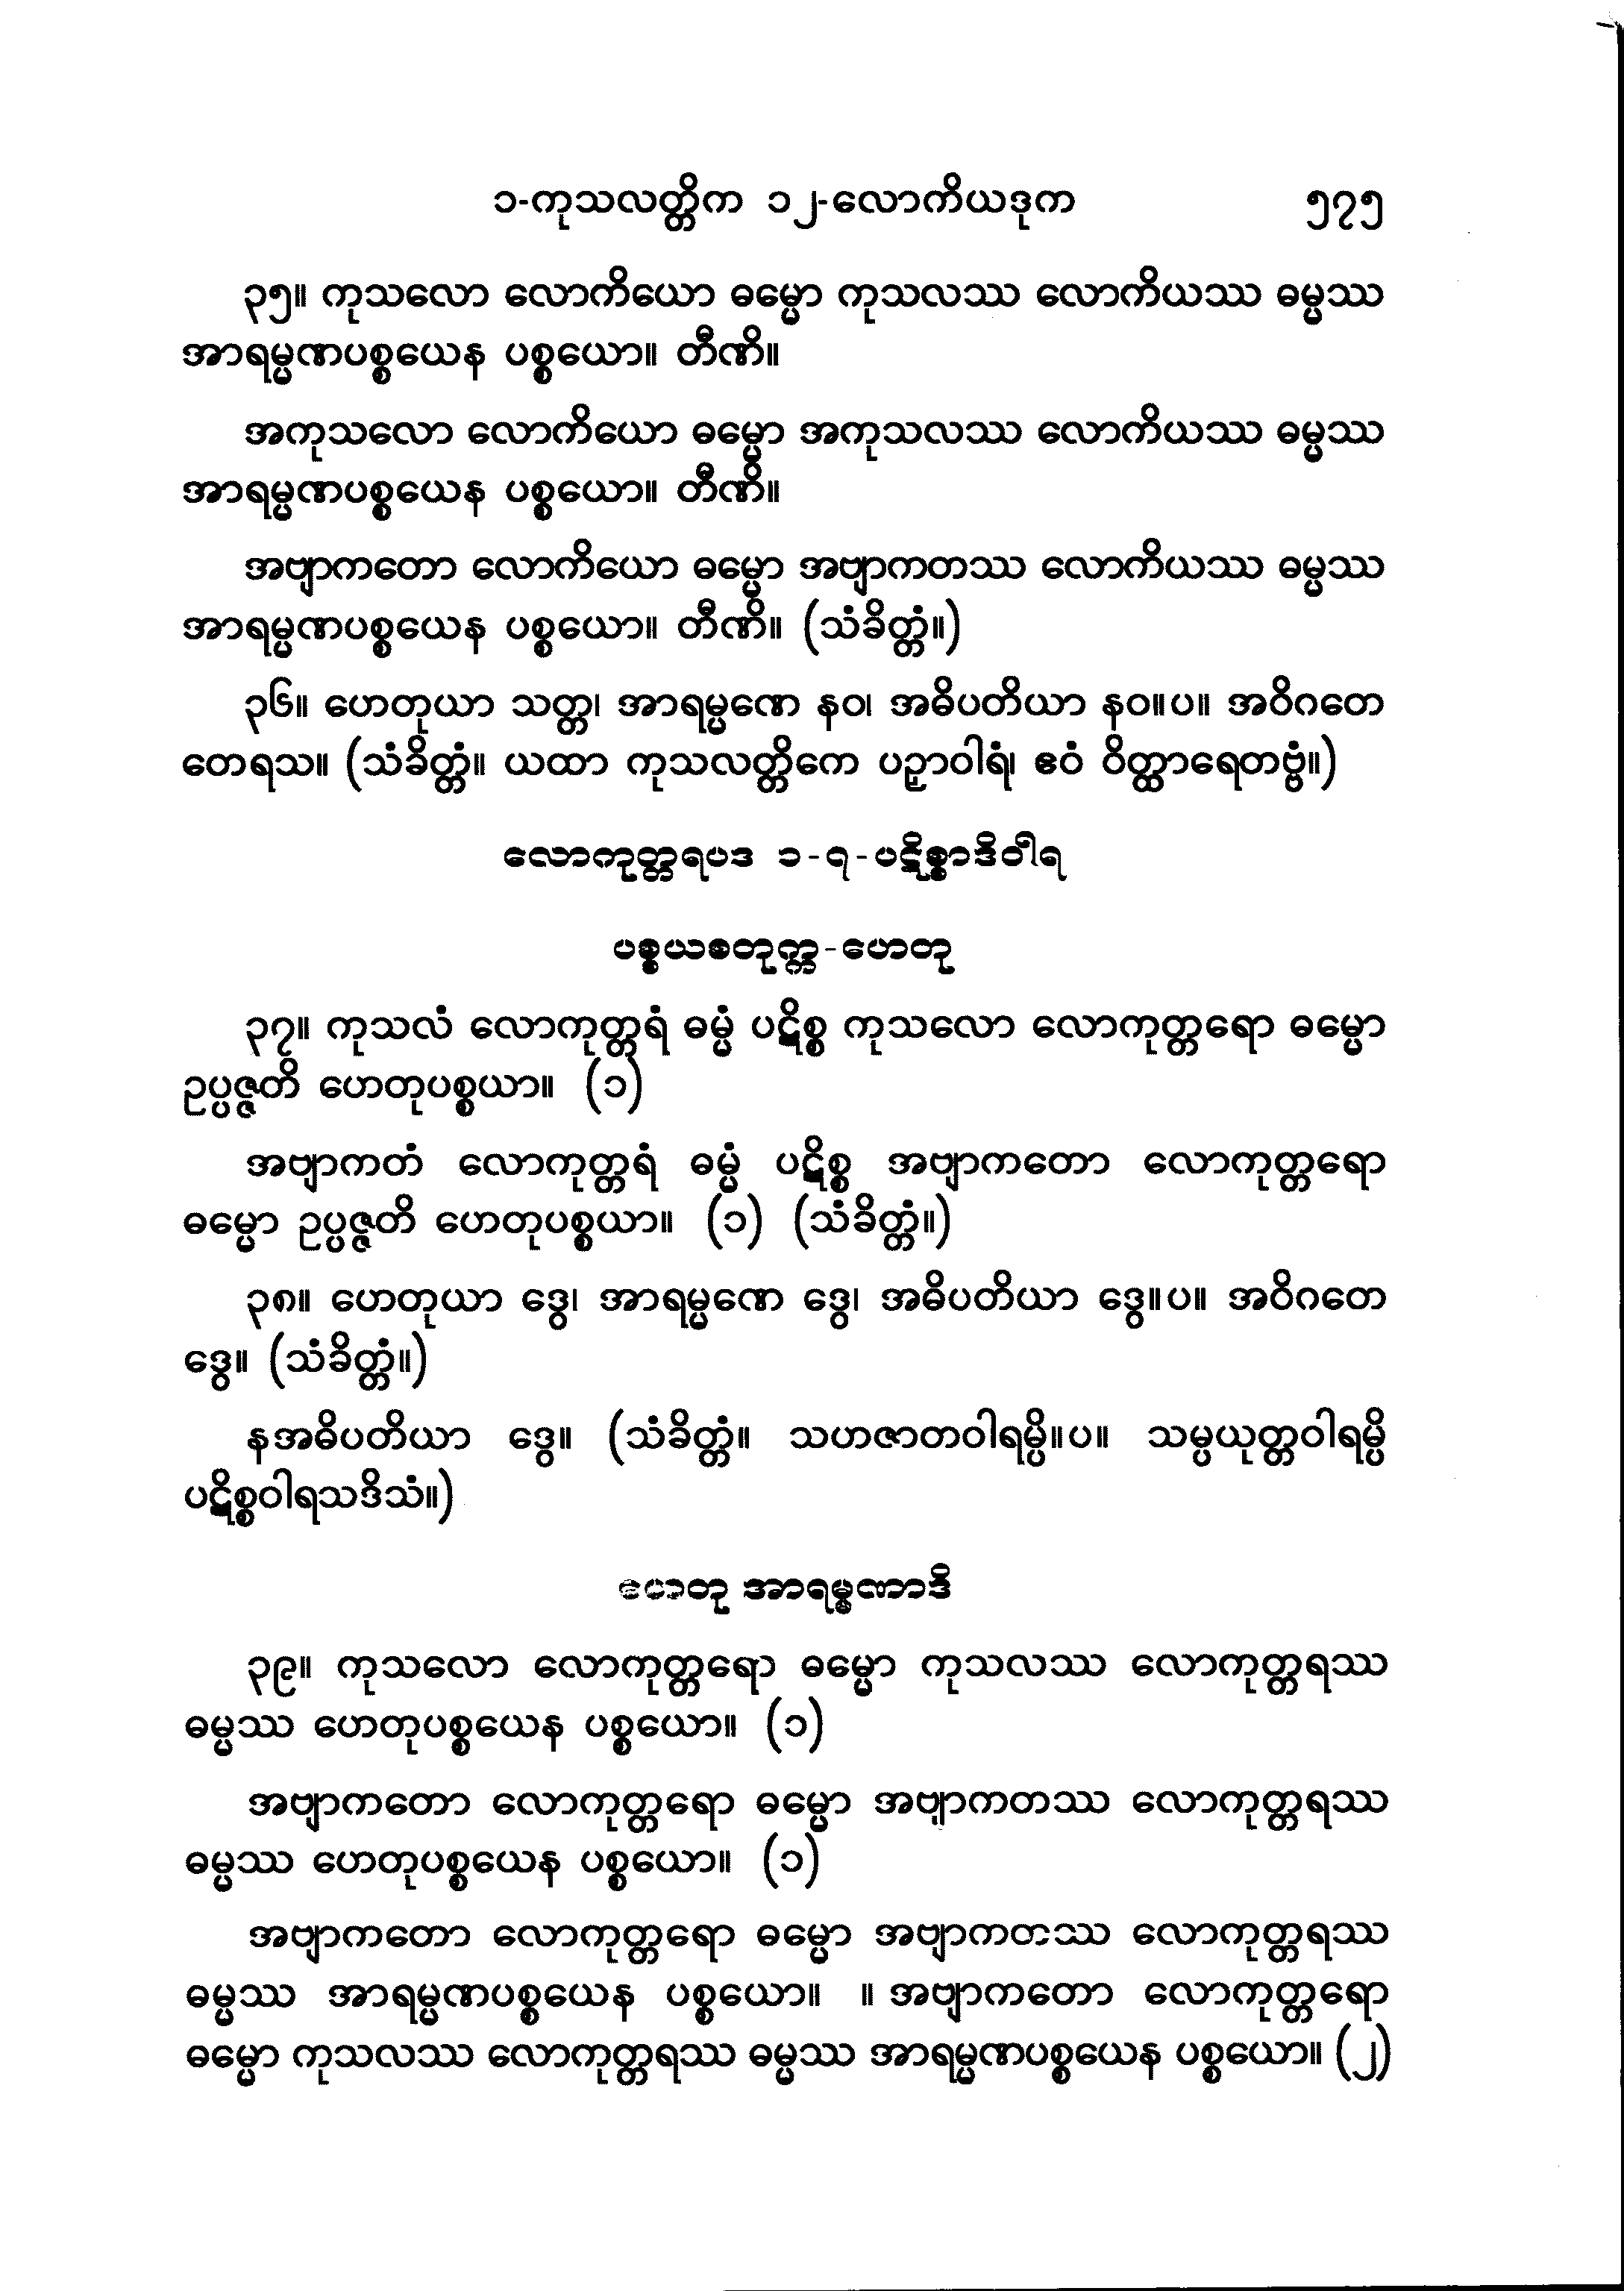 ၁-ကုသလတ္တိက ၁၂-လောကိယဒုက ၅၇၅
၃၅။ ကုသလော လောကိယော ဓမ္မော ကုသလဿ လောကိယဿ ဓမ္မဿ
အာရမ္မဏပစ္စယေန ပစ္စယော။ တီဏိ။
အကုသလော လောကိယော ဓမ္မော အကုသလဿ လောကိယဿ ဓမ္မဿ
အာရမ္မဏပစ္စယေန ပစ္စယော။ တီဏိ။
အဗျာကတော လောကိယော ဓမ္မော အဗျာကတဿ လောကိယဿ ဓမ္မဿ
အာရမ္မဏပစ္စယေန ပစ္စယော။ တီဏိ။ (သံခိတ္တံ။)
၃၆။ ဟေတုယာ သတ္တ၊ အာရမ္မဏေ နဝ၊ အဓိပတိယာ နဝ။ပ။ အဝိဂတေ
တေရသ။ (သံခိတ္တံ။ ယထာ ကုသလတ္တိကေ ပဉှာဝါရံ၊ ဧဝံ ဝိတ္ထာရေတဗ္ဗံ။)
လောကုတ္တရပဒ ၁-၇-ပဋိစ္စာဒိဝါရ
ပစ္စယစတုက္က-ဟေတု
၃၇။ ကုသလံ လောကုတ္တရံ ဓမ္မံ ပဋိစ္စ ကုသလော လောကုတ္တရော ဓမ္မော
ဥပ္ပဇ္ဇတိ ဟေတုပစ္စယာ။ (၁)
အဗျာကတံ လောကုတ္တရံ ဓမ္မံ ပဋိစ္စ အဗျာကတော လောကုတ္တရော
ဓမ္မော ဥပ္ပဇ္ဇတိ ဟေတုပစ္စယာ။ (၁) (သံခိတ္တံ။)
၃၈။ ဟေတုယာ ဒွေ၊ အာရမ္မဏေ ဒွေ၊ အဓိပတိယာ ဒွေ။ပ။ အဝိဂတေ
ဒွေ။ (သံခိတ္တံ။)
နအဓိပတိယာ ဒွေ။ (သံခိတ္တံ။ သဟဇာတဝါရမ္ပိ။ပ။ သမ္ပယုတ္တဝါရမ္ပိ
ပဋိစ္စဝါရသဒိသံ။)
ဟေတု အာရမ္မဏာဒိ
၃၉။ ကုသလော လောကုတ္တရော ဓမ္မော ကုသလဿ လောကုတ္တရဿ
ဓမ္မဿ ဟေတုပစ္စယေန ပစ္စယော။ (၁)
အဗျာကတော လောကုတ္တရော ဓမ္မော အဗျာကတဿ လောကုတ္တရဿ
ဓမ္မဿ ဟေတုပစ္စယေန ပစ္စယော။ (၁)
အဗျာကတော လောကုတ္တရော ဓမ္မော အဗျာကတဿ လောကုတ္တရဿ
ဓမ္မဿ အာရမ္မဏပစ္စယေန ပစ္စယော။ ။ အဗျာကတော လောကုတ္တရော
ဓမ္မော ကုသလဿ လောကုတ္တရဿ ဓမ္မဿ အာရမ္မဏပစ္စယေန ပစ္စယော။ (၂)